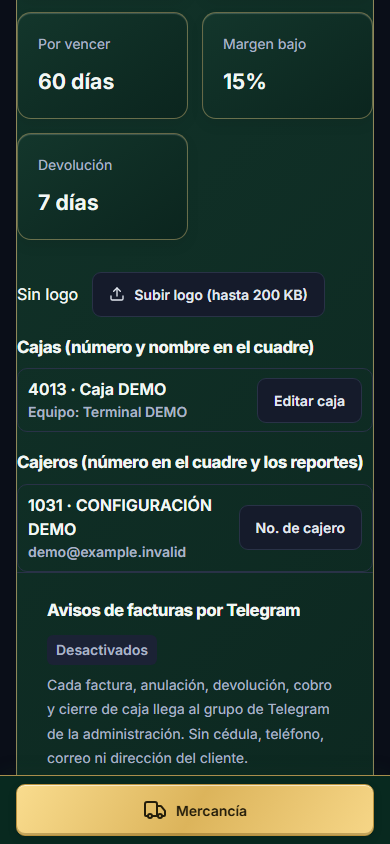 Por vencer
60 días
Margen bajo
15%
Devolución
7 días
Sin logo
Subir logo (hasta 200 KB)
Cajas (número y nombre en el cuadre)
4013 · Caja DEMO
Equipo: Terminal DEMO
Editar caja
Cajeros (número en el cuadre y los reportes)
1031 · CONFIGURACIÓN
DEMO
demo@example.invalid
No. de cajero
Avisos de facturas por Telegram
Desactivados
Cada factura, anulación, devolución, cobro
y cierre de caja llega al grupo de Telegram
de la administración. Sin cédula, teléfono,
correo ni dirección del cliente.
Mercancía